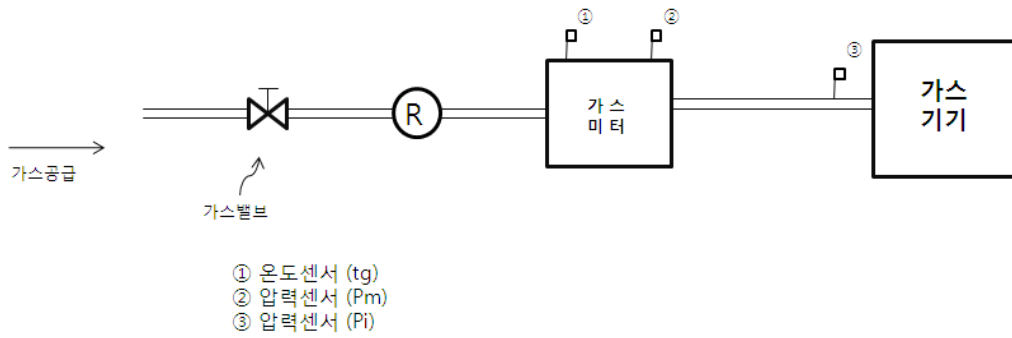 ①
②
③
R
가 스
미 터
가스
기기
가스공급
가스밸브
① 온도센서 (tg)
② 압력센서 (Pm)
③ 압력센서 (Pi)